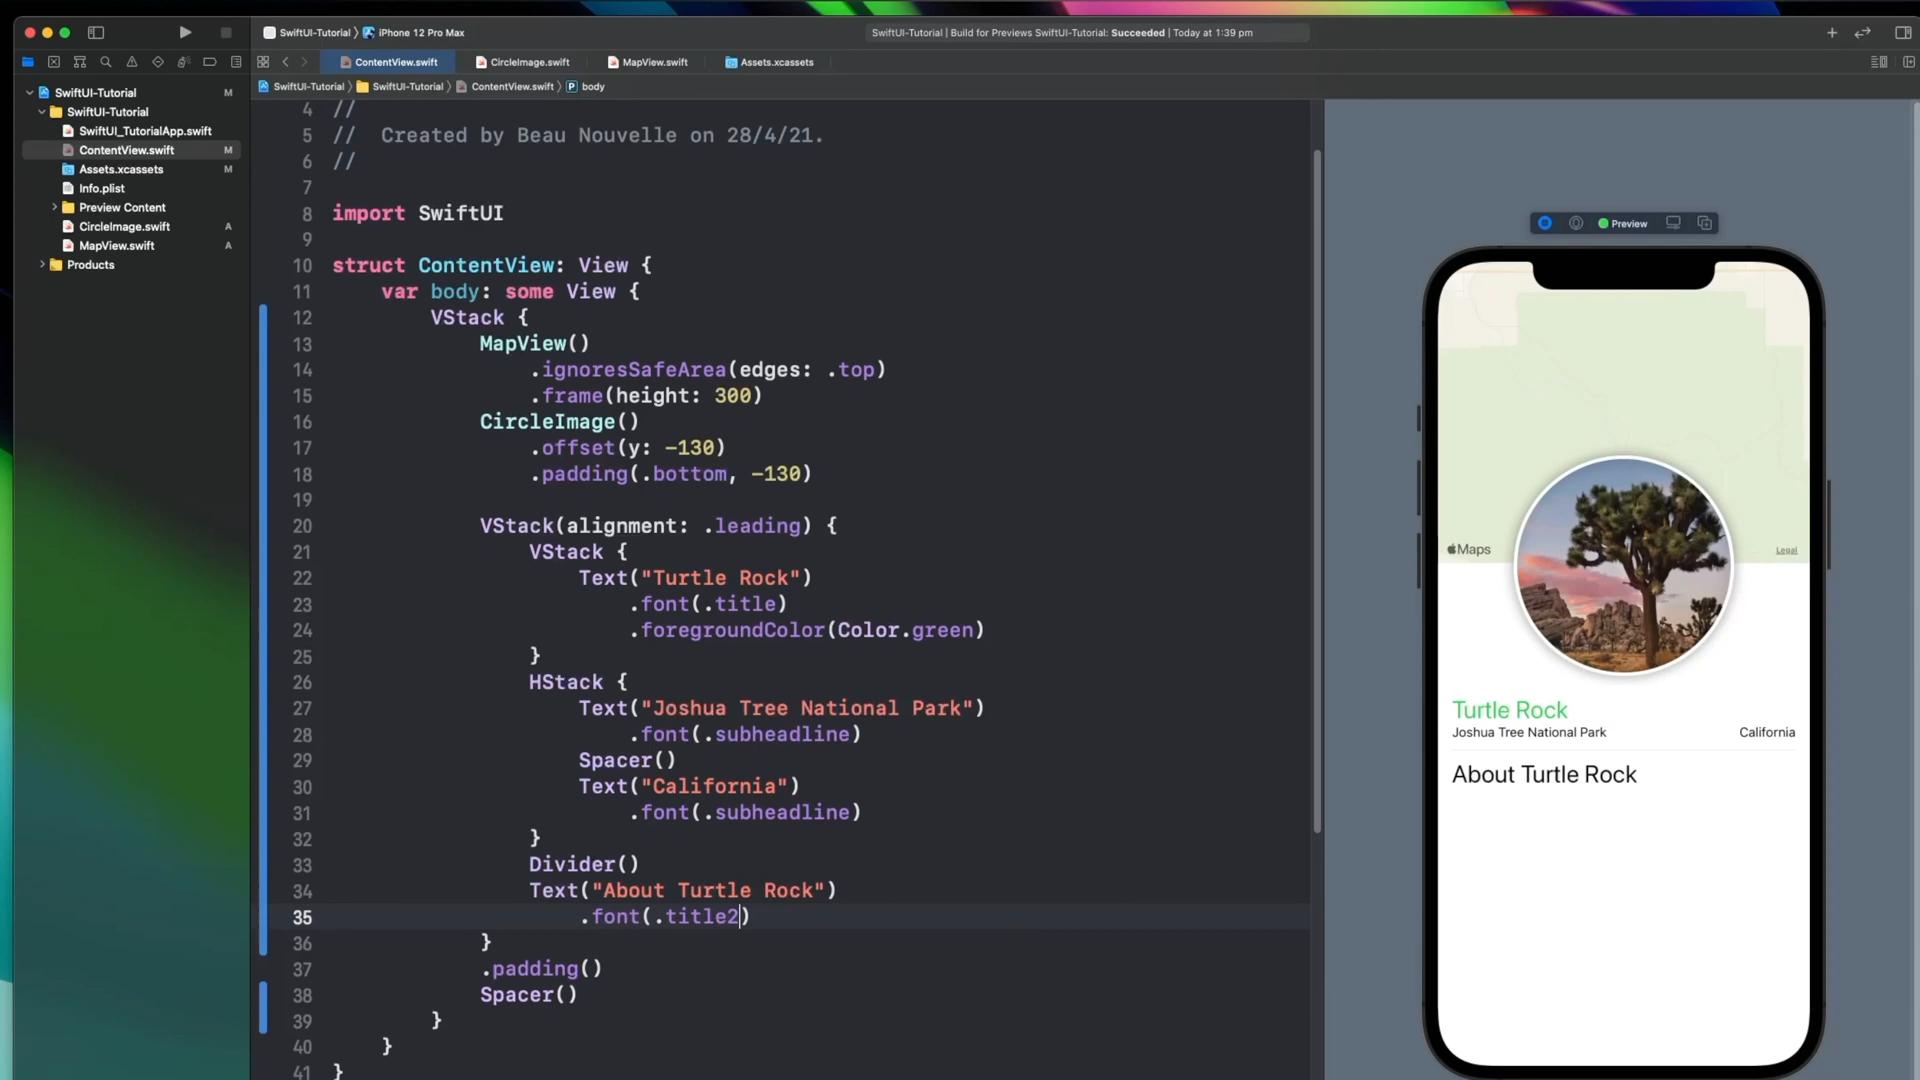 SwiftUI-Tutorial 〉 iPhone 12 Pro Max
SwiftUI-Tutorial | Build for Previews SwiftUI-Tutorial: Succeeded | Today at 1:39 pm
ContentView.swift
CircleImage.swift
MapView.swift
Assets.xcassets
SwiftUI-Tutorial 〉 SwiftUI-Tutorial 〉 ContentView.swift 〉 P body
SwiftUI-Tutorial M
SwiftUI-Tutorial
SwiftUI_TutorialApp.swift
ContentView.swift M
Assets.xcassets M
Info.plist
Preview Content
CircleImage.swift A
MapView.swift A
Products
4 //
5 //  Created by Beau Nouvelle on 28/4/21.
6 //
7
8 import SwiftUI
9
10 struct ContentView: View {
11     var body: some View {
12         VStack {
13             MapView()
14                 .ignoresSafeArea(edges: .top)
15                 .frame(height: 300)
16             CircleImage()
17                 .offset(y: -130)
18                 .padding(.bottom, -130)
19
20             VStack(alignment: .leading) {
21                 VStack {
22                     Text("Turtle Rock")
23                         .font(.title)
24                         .foregroundColor(Color.green)
25                 }
26                 HStack {
27                     Text("Joshua Tree National Park")
28                         .font(.subheadline)
29                     Spacer()
30                     Text("California")
31                         .font(.subheadline)
32                 }
33                 Divider()
34                 Text("About Turtle Rock")
35                     .font(.title2)
36             }
37             .padding()
38             Spacer()
39         }
40     }
41 }
Preview
Maps
Legal
Turtle Rock
Joshua Tree National Park California
About Turtle Rock